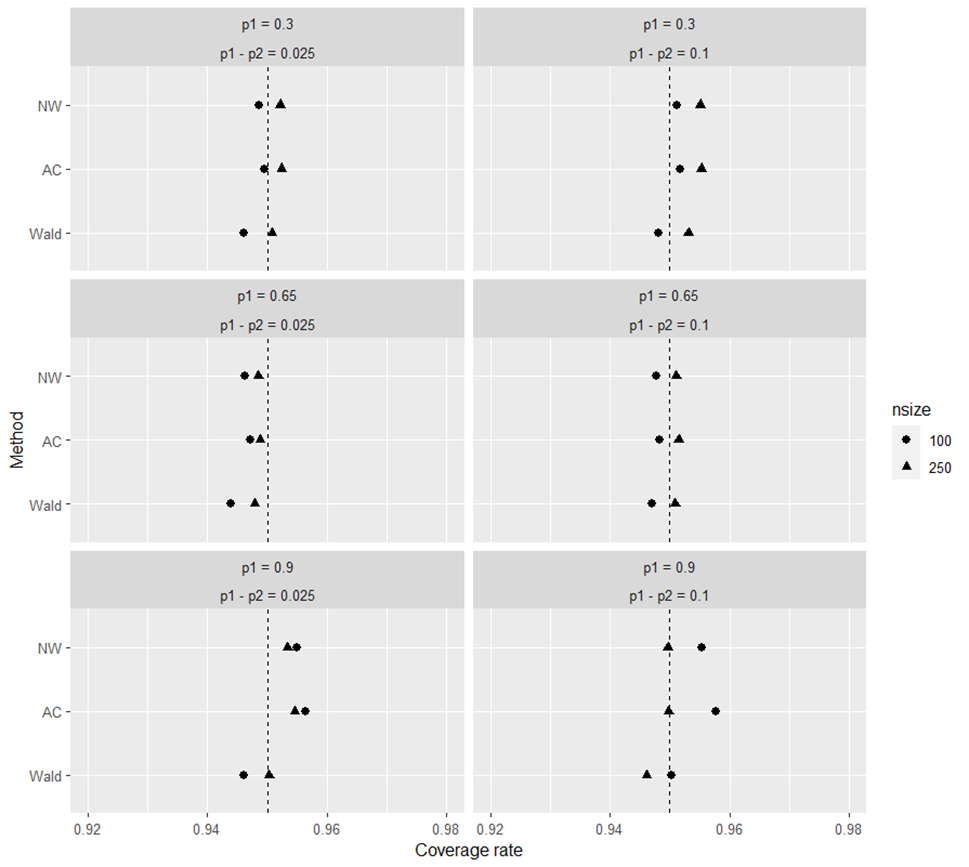 p1 = 0.3
p1 - p2 = 0.025
p1 = 0.3
p1 - p2 = 0.1
NW
AC
Wald
p1 = 0.65
p1 - p2 = 0.025
p1 = 0.65
p1 - p2 = 0.1
NW
AC
Wald
p1 = 0.9
p1 - p2 = 0.025
p1 = 0.9
p1 - p2 = 0.1
NW
AC
Wald
0.92 0.94 0.96 0.98
0.92 0.94 0.96 0.98
Coverage rate
Method
nsize
100
250